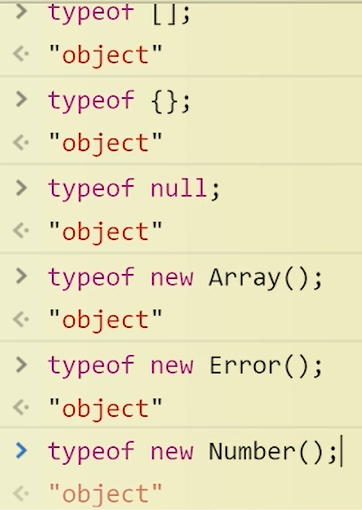 typeof [];
"object"
typeof {};
"object"
typeof null;
"object"
typeof new Array();
"object"
typeof new Error();
"object"
typeof new Number();
"object"